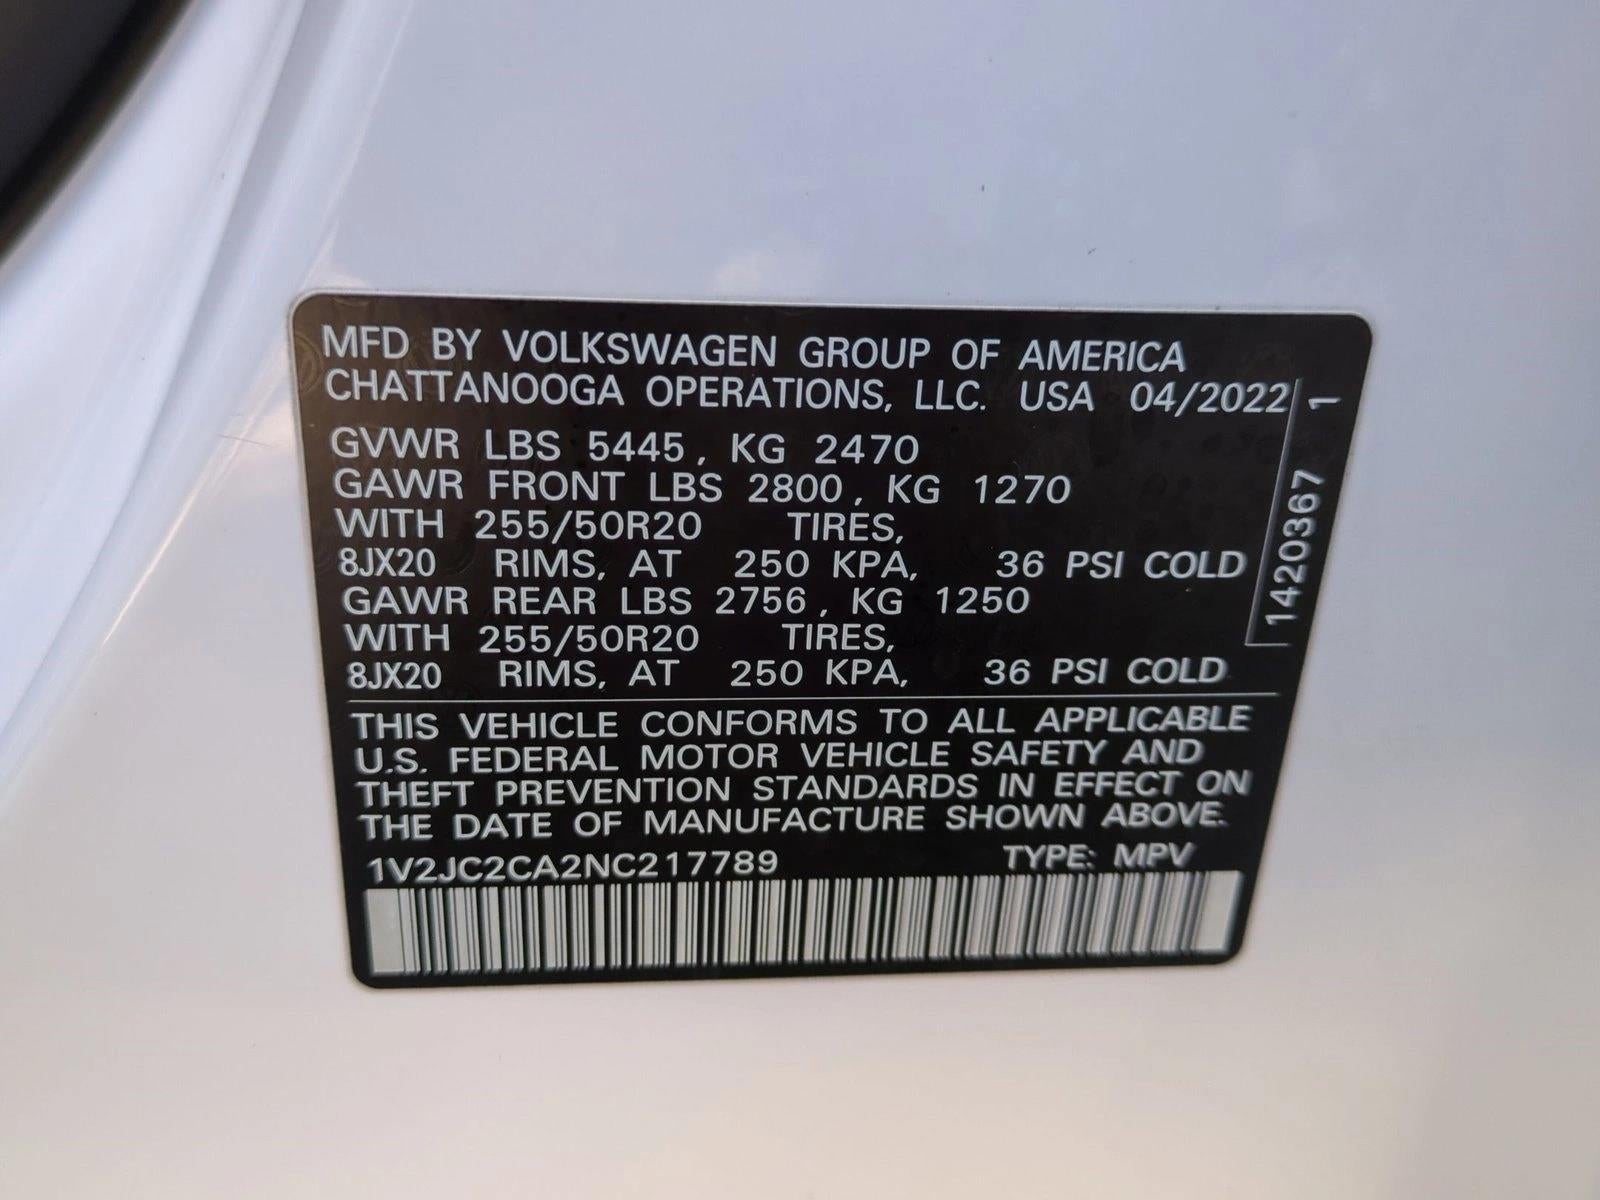 MFD BY VOLKSWAGEN GROUP OF AMERICA
CHATTANOOGA OPERATIONS, LLC. USA 04/2022
GVWR LBS 5445, KG 2470
GAWR FRONT LBS 2800, KG 1270
WITH 255/50R20 TIRES,
8JX20 RIMS, AT 250 KPA, 36 PSI COLD
GAWR REAR LBS 2756, KG 1250
WITH 255/50R20 TIRES,
8JX20 RIMS, AT 250 KPA, 36 PSI COLD
1420367 1
THIS VEHICLE CONFORMS TO ALL APPLICABLE
U.S. FEDERAL MOTOR VEHICLE SAFETY AND
THEFT PREVENTION STANDARDS IN EFFECT ON
THE DATE OF MANUFACTURE SHOWN ABOVE.
1V2JC2CA2NC217789 TYPE: MPV